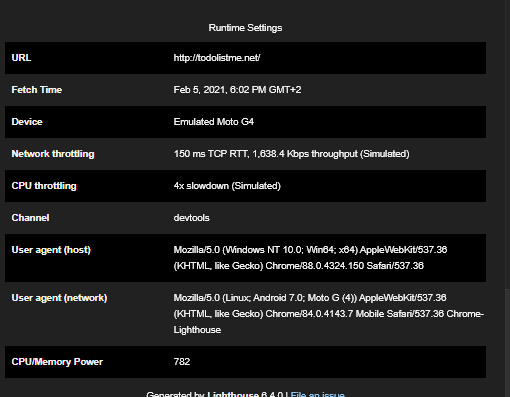 Runtime Settings
URL http://todolistme.net/
Fetch Time Feb 5, 2021, 6:02 PM GMT+2
Device Emulated Moto G4
Network throttling 150 ms TCP RTT, 1,638.4 Kbps throughput (Simulated)
CPU throttling 4x slowdown (Simulated)
Channel devtools
User agent (host) Mozilla/5.0 (Windows NT 10.0; Win64; x64) AppleWebKit/537.36
(KHTML, like Gecko) Chrome/88.0.4324.150 Safari/537.36
User agent (network) Mozilla/5.0 (Linux; Android 7.0; Moto G (4)) AppleWebKit/537.36
(KHTML, like Gecko) Chrome/84.0.4143.7 Mobile Safari/537.36 Chrome-
Lighthouse
CPU/Memory Power 782
Generated by Lighthouse 6.4.0 | File an issue